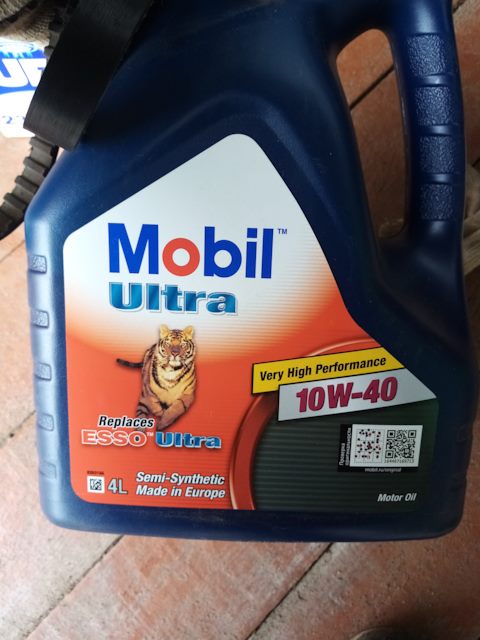 Mobil™
Ultra
Very High Performance
10W-40
Replaces
ESSO™ Ultra
4L
Semi-Synthetic
Made in Europe
Motor Oil